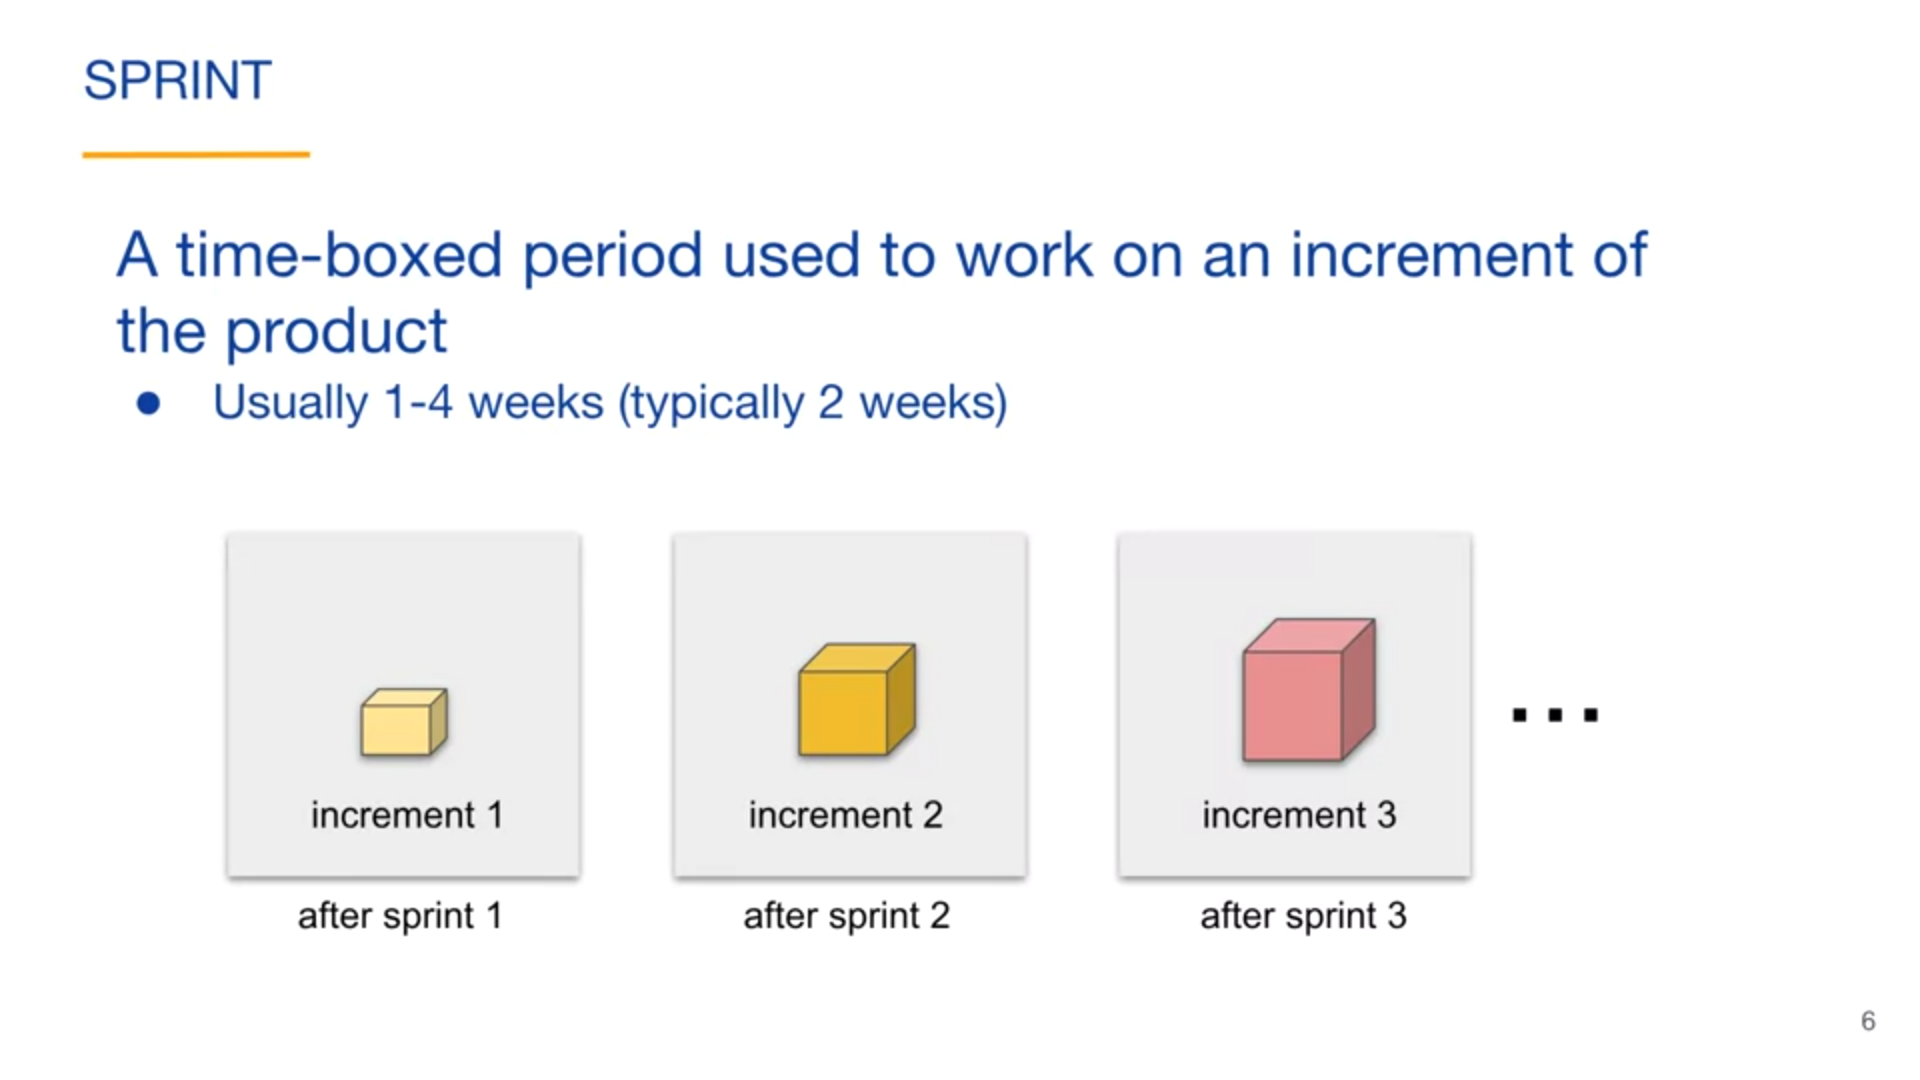 SPRINT
A time-boxed period used to work on an increment of
the product
● Usually 1-4 weeks (typically 2 weeks)
increment 1
increment 2
increment 3
...
after sprint 1
after sprint 2
after sprint 3
6